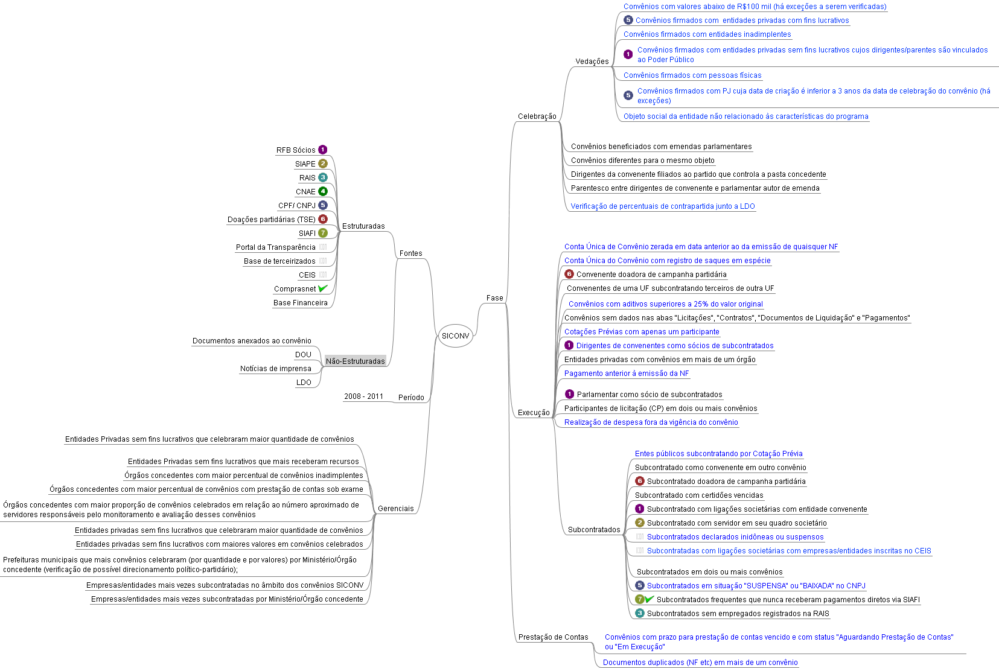 SICONV
Fase
Celebração
Vedações
Convênios com valores abaixo de R$100 mil (há exceções a serem verificadas)
5 Convênios firmados com entidades privadas com fins lucrativos
Convênios firmados com entidades inadimplentes
1 Convênios firmados com entidades privadas sem fins lucrativos cujos dirigentes/parentes são vinculados
ao Poder Público
Convênios firmados com pessoas físicas
5 Convênios firmados com PJ cuja data de criação é inferior a 3 anos da data de celebração do convênio (há
exceções)
Objeto social da entidade não relacionado às características do programa
Convênios beneficiados com emendas parlamentares
Convênios diferentes para o mesmo objeto
Dirigentes da convenente filiados ao partido que controla a pasta concedente
Parentesco entre dirigentes de convenente e parlamentar autor de emenda
Verificação de percentuais de contrapartida junto a LDO
Execução
Conta Única de Convênio zerada em data anterior ao da emissão de quaisquer NF
Conta Única do Convênio com registro de saques em espécie
6 Convenente doadora de campanha partidária
Convenentes de uma UF subcontratando terceiros de outra UF
Convênios com aditivos superiores a 25% do valor original
Convênios sem dados nas abas "Licitações", "Contratos", "Documentos de Liquidação" e "Pagamentos"
Cotações Prévias com apenas um participante
1 Dirigentes de convenentes como sócios de subcontratados
Entidades privadas com convênios em mais de um órgão
Pagamento anterior à emissão da NF
1 Parlamentar como sócio de subcontratados
Participantes de licitação (CP) em dois ou mais convênios
Realização de despesa fora da vigência do convênio
Subcontratados
Entes públicos subcontratando por Cotação Prévia
Subcontratado como convenente em outro convênio
6 Subcontratado doadora de campanha partidária
Subcontratado com certidões vencidas
1 Subcontratado com ligações societárias com entidade convenente
2 Subcontratado com servidor em seu quadro societário
ICON Subcontratados declarados inidôneas ou suspensos
ICON Subcontratadas com ligações societárias com empresas/entidades inscritas no CEIS
Subcontratados em dois ou mais convênios
5 Subcontratados em situação "SUSPENSA" ou "BAIXADA" no CNPJ
7 Subcontratados frequentes que nunca receberam pagamentos diretos via SIAFI
3 Subcontratados sem empregados registrados na RAIS
Prestação de Contas
Convênios com prazo para prestação de contas vencido e com status "Aguardando Prestação de Contas"
ou "Em Execução"
Documentos duplicados (NF etc) em mais de um convênio
Fontes
Estruturadas
RFB Sócios 1
SIAPE 2
RAIS 3
CNAE 4
CPF/ CNPJ 5
Doações partidárias (TSE) 6
SIAFI 7
Portal da Transparência ICON
Base de terceirizados ICON
CEIS ICON
Comprasnet
Base Financeira
Não-Estruturadas
Documentos anexados ao convênio
DOU
Notícias de imprensa
LDO
Período
2008 - 2011
Gerenciais
Entidades Privadas sem fins lucrativos que celebraram maior quantidade de convênios
Entidades Privadas sem fins lucrativos que mais receberam recursos
Órgãos concedentes com maior percentual de convênios inadimplentes
Órgãos concedentes com maior percentual de convênios com prestação de contas sob exame
Órgãos concedentes com maior proporção de convênios celebrados em relação ao número aproximado de
servidores responsáveis pelo monitoramento e avaliação desses convênios
Entidades privadas sem fins lucrativos que celebraram maior quantidade de convênios
Entidades privadas sem fins lucrativos com maiores valores em convênios celebrados
Prefeituras municipais que mais convênios celebraram (por quantidade e por valores) por Ministério/Órgão
concedente (verificação de possível direcionamento político-partidário);
Empresas/entidades mais vezes subcontratadas no âmbito dos convênios SICONV
Empresas/entidades mais vezes subcontratadas por Ministério/Órgão concedente